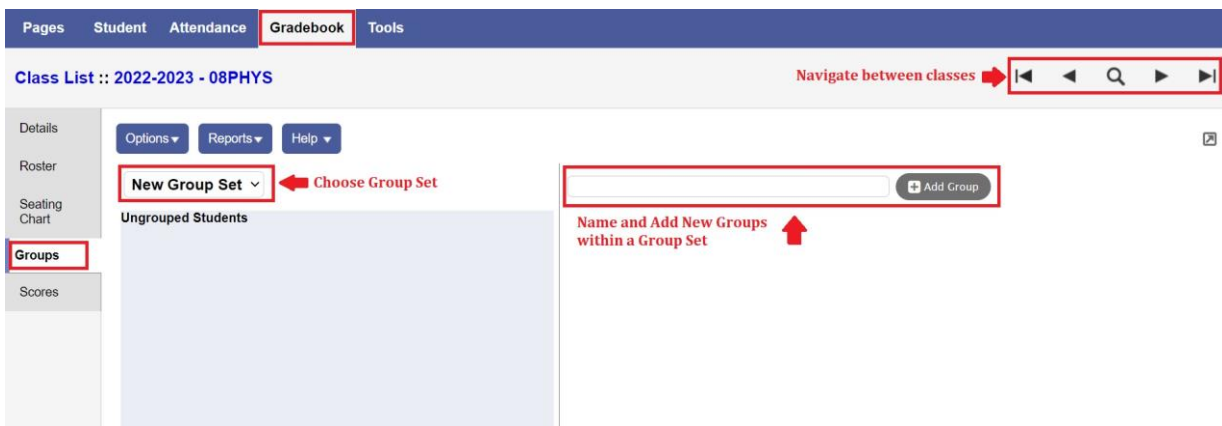 Pages Student Attendance Gradebook Tools
Class List :: 2022-2023 - 08PHYS
Navigate between classes
Details
Options Reports Help
Roster
New Group Set
Choose Group Set
Add Group
Seating
Chart
Ungrouped Students
Name and Add New Groups
within a Group Set
Groups
Scores